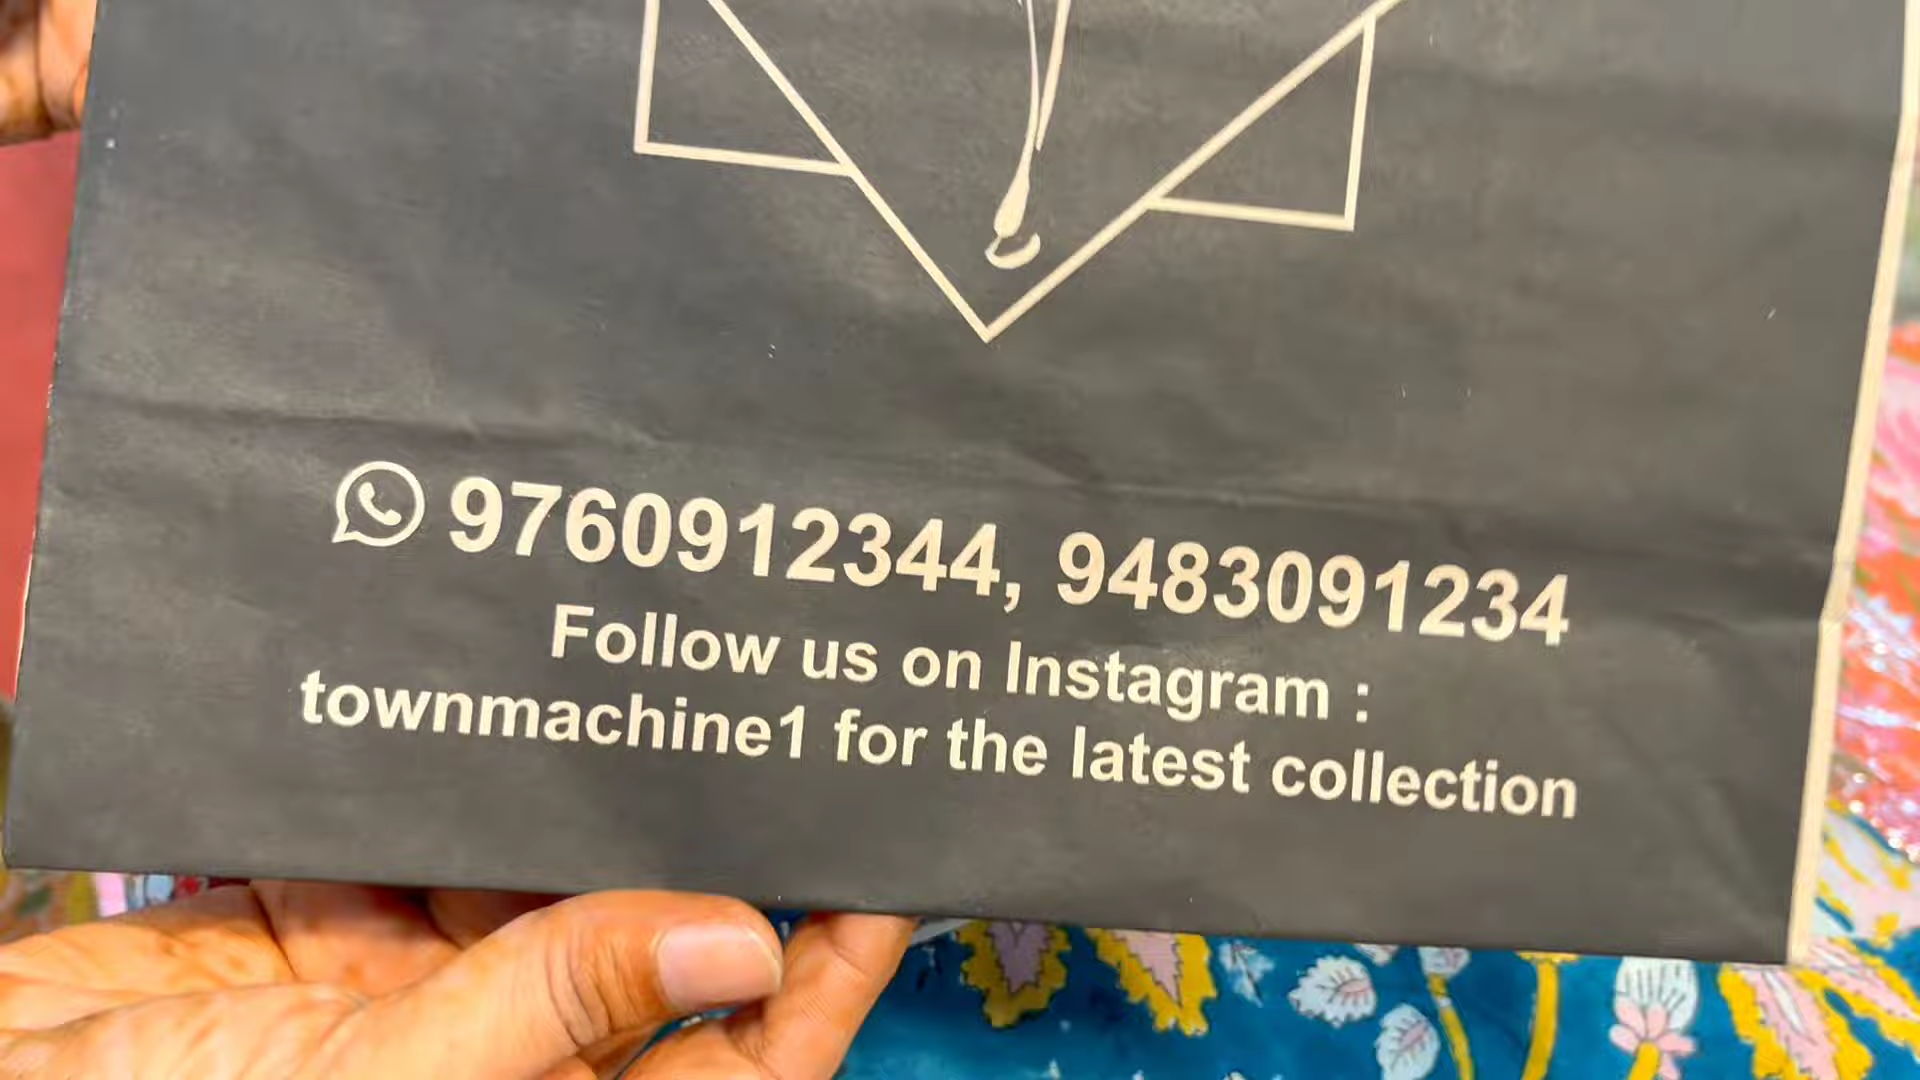 9760912344, 9483091234
Follow us on Instagram :
townmachine1 for the latest collection